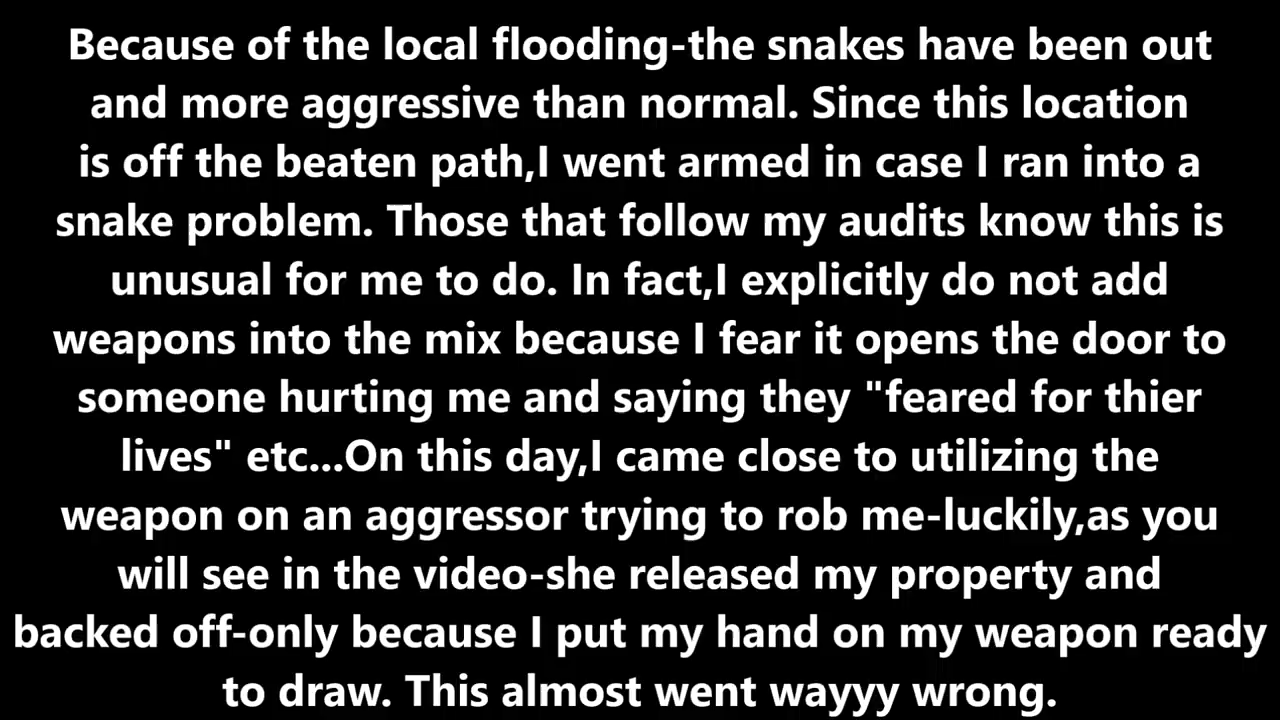 Because of the local flooding-the snakes have been out
and more aggressive than normal. Since this location
is off the beaten path,I went armed in case I ran into a
snake problem. Those that follow my audits know this is
unusual for me to do. In fact,I explicitly do not add
weapons into the mix because I fear it opens the door to
someone hurting me and saying they "feared for thier
lives" etc...On this day,I came close to utilizing the
weapon on an aggressor trying to rob me-luckily,as you
will see in the video-she released my property and
backed off-only because I put my hand on my weapon ready
to draw. This almost went wayyy wrong.